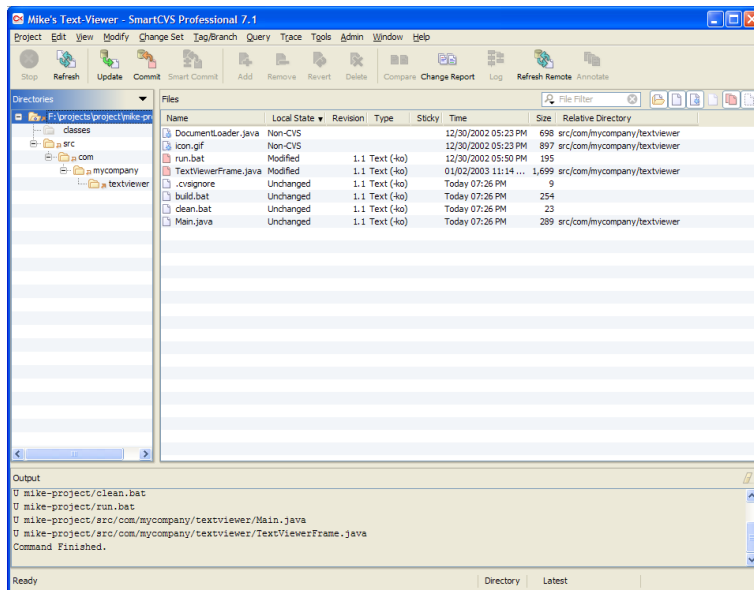 Mike's Text-Viewer - SmartCVS Professional 7.1
Project Edit View Modify Change Set Tag/Branch Query Trace Tools Admin Window Help
Stop Refresh Update Commit Smart Commit Add Remove Revert Delete Compare Change Report Log Refresh Remote Annotate
Directories
F:\projects\project\mike-pr
classes
src
com
mycompany
textviewer
Files
File Filter
Name Local State Revision Type Sticky Time Size Relative Directory
DocumentLoader.java Non-CVS 12/30/2002 05:23 PM 698 src/com/mycompany/textviewer
icon.gif Non-CVS 12/30/2002 05:23 PM 897 src/com/mycompany/textviewer
run.bat Modified 1.1 Text (-ko) 12/30/2002 05:50 PM 195
TextViewerFrame.java Modified 1.1 Text (-ko) 01/02/2003 11:14 ... 1,699 src/com/mycompany/textviewer
.cvsignore Unchanged 1.1 Text (-ko) Today 07:26 PM 9
build.bat Unchanged 1.1 Text (-ko) Today 07:26 PM 254
clean.bat Unchanged 1.1 Text (-ko) Today 07:26 PM 23
Main.java Unchanged 1.1 Text (-ko) Today 07:26 PM 289 src/com/mycompany/textviewer
Output
U mike-project/clean.bat
U mike-project/run.bat
U mike-project/src/com/mycompany/textviewer/Main.java
U mike-project/src/com/mycompany/textviewer/TextViewerFrame.java
Command Finished.
Ready Directory Latest